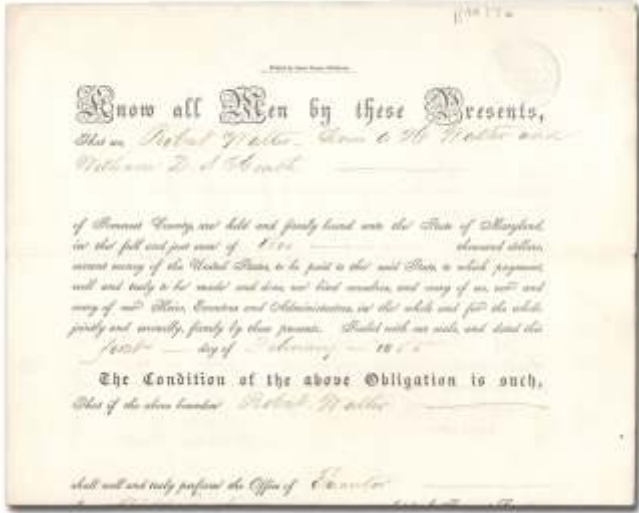 Know all Men by these Presents,
That we, Robert Walter, and
William D.
of Somerset County, are held and firmly bound unto the State of Maryland,
in the full and just sum of thousand dollars,
current money of the United States, to be paid to the said State, to which payment,
well and truly to be made and done, we bind ourselves, and every of us, our and
every of our Heirs, Executors and Administrators, in the whole and for the whole,
jointly and severally, firmly by these presents. Sealed with our seals, and dated this
first day of February 186
The Condition of the above Obligation is such,
That if the above bounden Robert Walter
shall well and truly perform the Office of